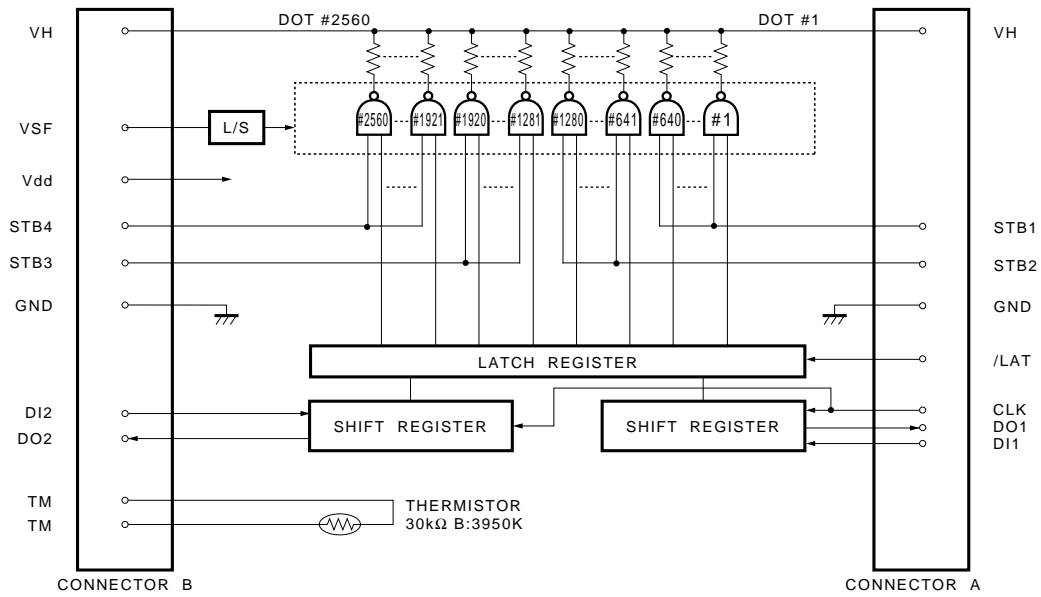 DOT #2560
DOT #1
VH
VH
#2560
#1921
#1920
#1281
#1280
#641
#640
#1
VSF
L/S
Vdd
STB4
STB1
STB3
STB2
GND
GND
LATCH REGISTER
/LAT
DI2
CLK
SHIFT REGISTER
SHIFT REGISTER
DO1
DO2
DI1
TM
THERMISTOR
TM
30kΩ B:3950K
CONNECTOR B
CONNECTOR A